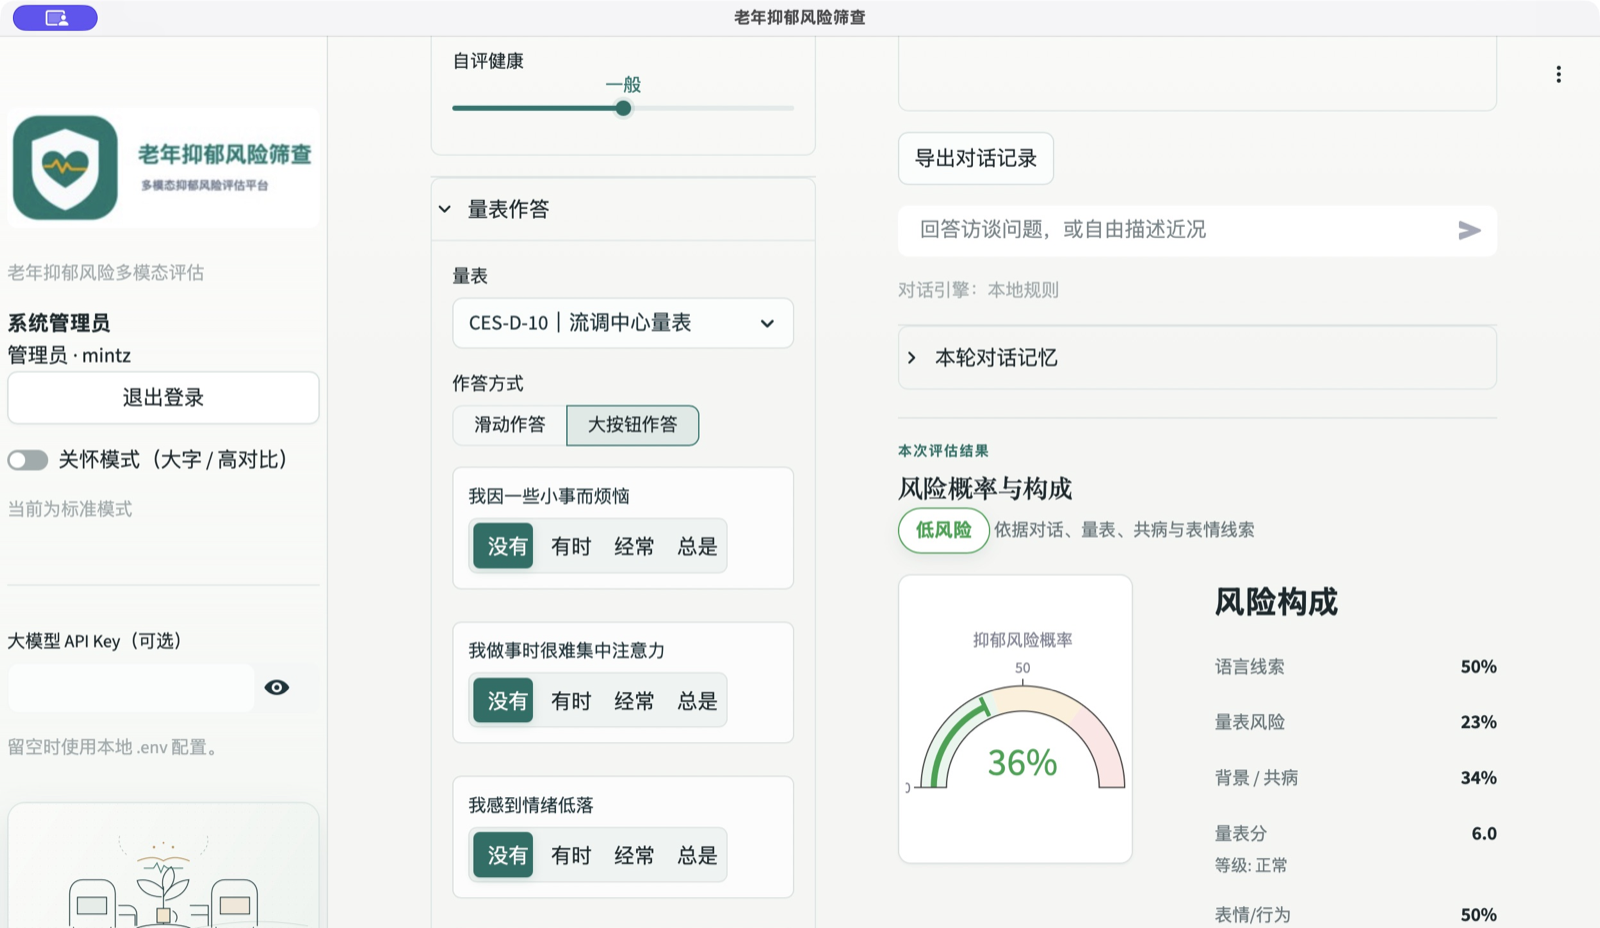 老年抑郁风险筛查
老年抑郁风险筛查
多模态抑郁风险评估平台
老年抑郁风险多模态评估
系统管理员
管理员 · mintz
退出登录
关怀模式（大字 / 高对比）
当前为标准模式
大模型 API Key（可选）
留空时使用本地 .env 配置。
自评健康
一般
量表作答
量表
CES-D-10｜流调中心量表
作答方式
滑动作答 大按钮作答
我因一些小事而烦恼
没有 有时 经常 总是
我做事时很难集中注意力
没有 有时 经常 总是
我感到情绪低落
没有 有时 经常 总是
导出对话记录
回答访谈问题，或自由描述近况
对话引擎：本地规则
本轮对话记忆
本次评估结果
风险概率与构成
低风险 依据对话、量表、共病与表情线索
抑郁风险概率
50
0
36%
风险构成
语言线索 50%
量表风险 23%
背景 / 共病 34%
量表分 6.0
等级: 正常
表情/行为 50%